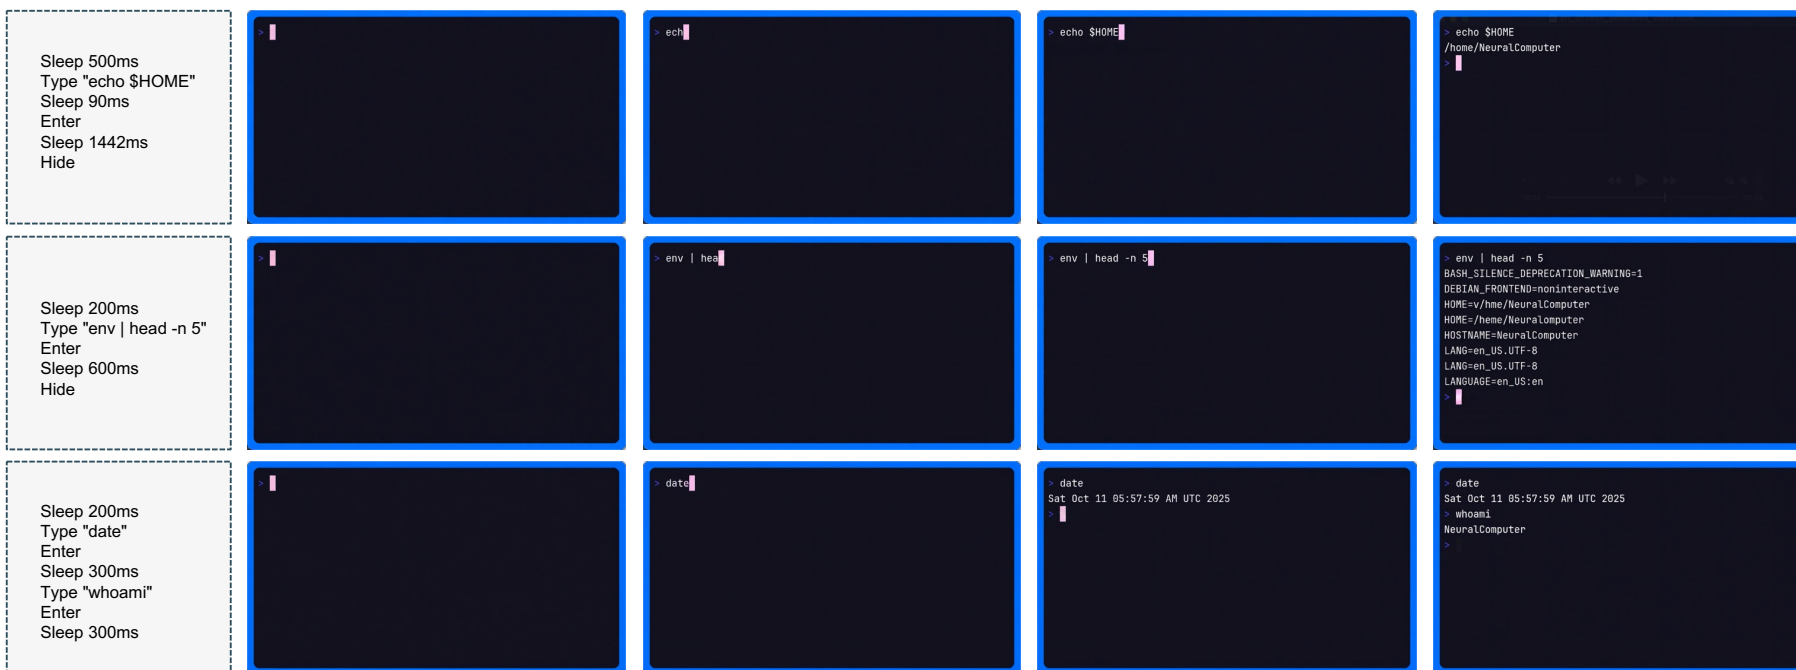 Sleep 500ms
Type "echo $HOME"
Sleep 90ms
Enter
Sleep 1442ms
Hide
>
> ech
> echo $HOME
> echo $HOME
/home/NeuralComputer
>
Sleep 200ms
Type "env | head -n 5"
Enter
Sleep 600ms
Hide
>
> env | hea
> env | head -n 5
> env | head -n 5
BASH_SILENCE_DEPRECATION_WARNING=1
DEBIAN_FRONTEND=noninteractive
HOME=v/hme/NeuralComputer
HOME=/heme/Neuralomputer
HOSTNAME=NeuralComputer
LANG=en_US.UTF-8
LANG=en_US.UTF-8
LANGUAGE=en_US:en
>
Sleep 200ms
Type "date"
Enter
Sleep 300ms
Type "whoami"
Enter
Sleep 300ms
>
> date
> date
Sat Oct 11 05:57:59 AM UTC 2025
>
> date
Sat Oct 11 05:57:59 AM UTC 2025
> whoami
NeuralComputer
>